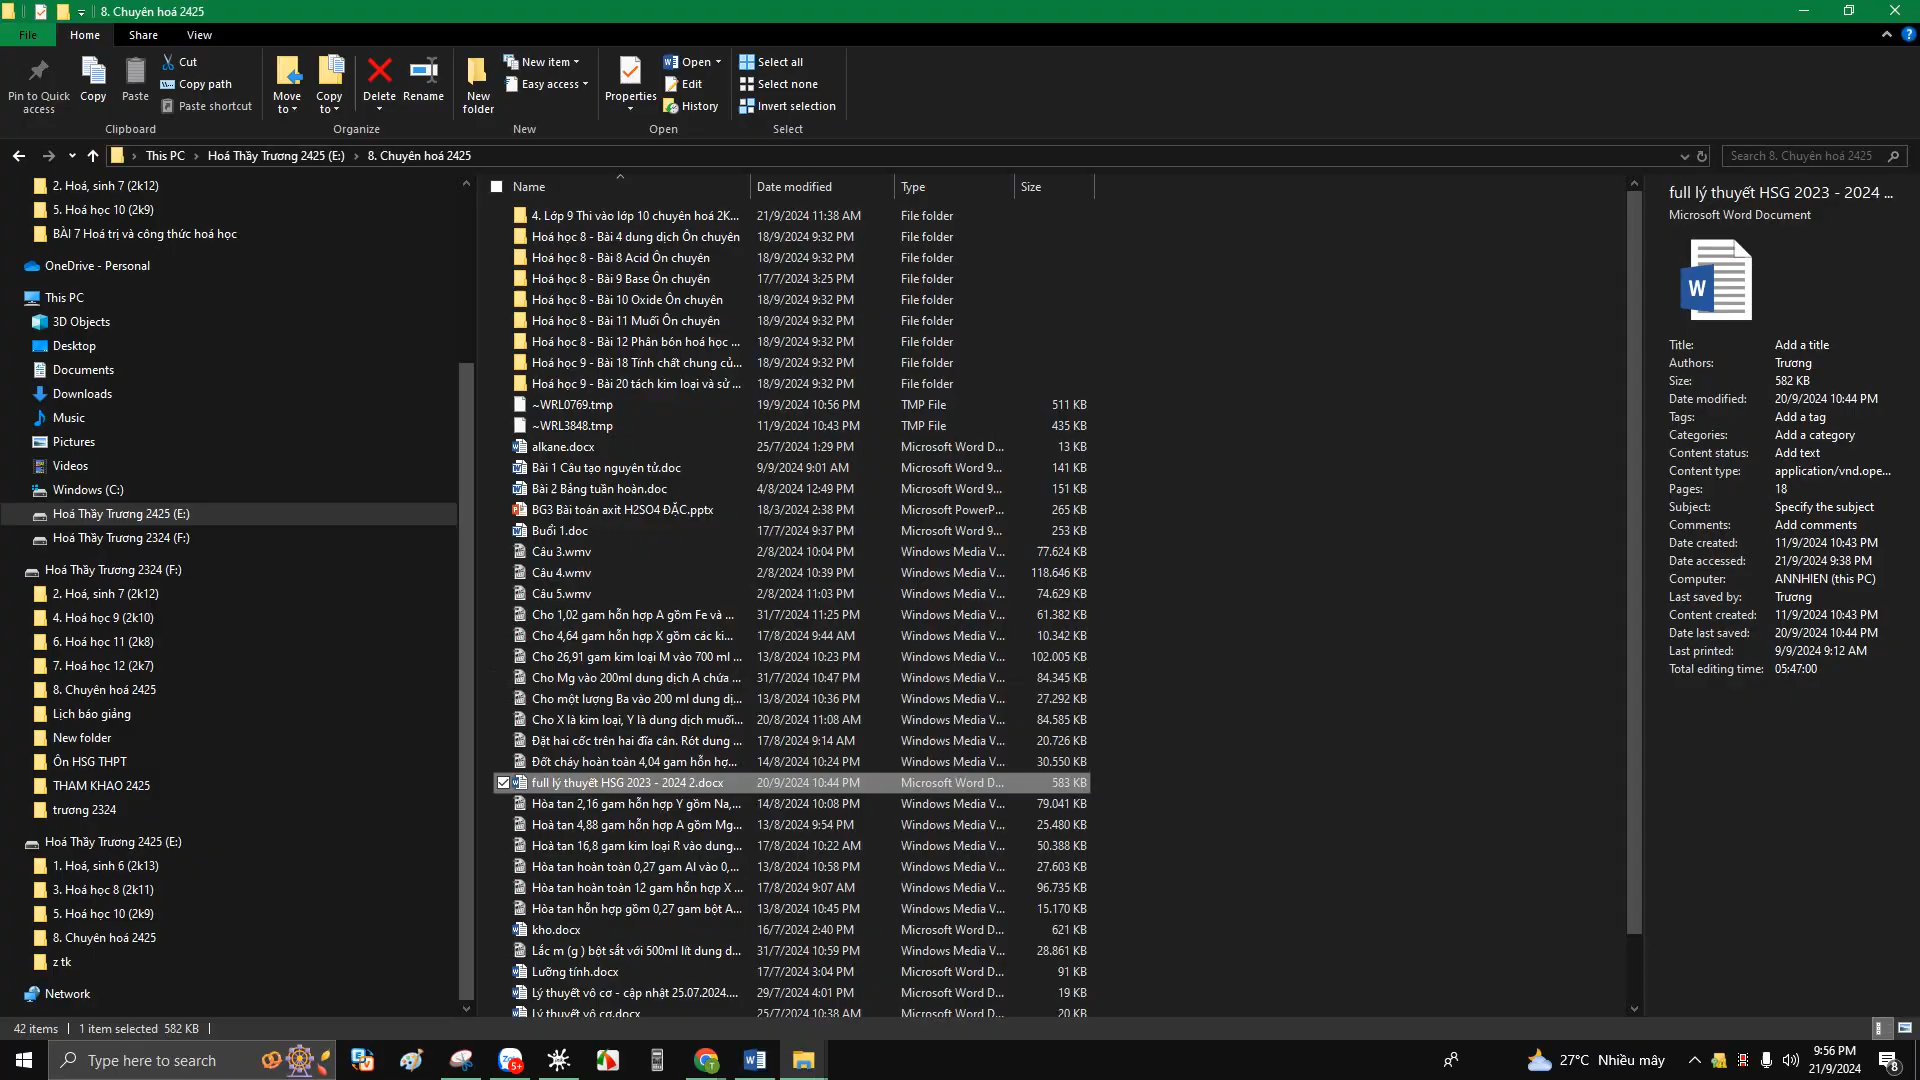 8. Chuyên hoá 2425
File Home Share View
Pin to Quick access
Copy
Paste
Cut
Copy path
Paste shortcut
Clipboard
Move to
Copy to
Delete
Rename
Organize
New folder
New item
Easy access
New
Properties
Open
Edit
History
Open
Select all
Select none
Invert selection
Select
This PC › Hoá Thầy Trương 2425 (E:) › 8. Chuyên hoá 2425
Search 8. Chuyên hoá 2425
2. Hoá, sinh 7 (2k12)
5. Hoá học 10 (2k9)
BÀI 7 Hoá trị và công thức hoá học
OneDrive - Personal
This PC
3D Objects
Desktop
Documents
Downloads
Music
Pictures
Videos
Windows (C:)
Hoá Thầy Trương 2425 (E:)
Hoá Thầy Trương 2324 (F:)
Hoá Thầy Trương 2324 (F:)
2. Hoá, sinh 7 (2k12)
4. Hoá học 9 (2k10)
6. Hoá học 11 (2k8)
7. Hoá học 12 (2k7)
8. Chuyên hoá 2425
Lịch báo giảng
New folder
Ôn HSG THPT
THAM KHAO 2425
trương 2324
Hoá Thầy Trương 2425 (E:)
1. Hoá, sinh 6 (2k13)
3. Hoá học 8 (2k11)
5. Hoá học 10 (2k9)
8. Chuyên hoá 2425
z tk
Network
Name Date modified Type Size
4. Lớp 9 Thi vào lớp 10 chuyên hoá 2K... 21/9/2024 11:38 AM File folder
Hoá học 8 - Bài 4 dung dịch Ôn chuyên 18/9/2024 9:32 PM File folder
Hoá học 8 - Bài 8 Acid Ôn chuyên 18/9/2024 9:32 PM File folder
Hoá học 8 - Bài 9 Base Ôn chuyên 17/7/2024 3:25 PM File folder
Hoá học 8 - Bài 10 Oxide Ôn chuyên 18/9/2024 9:32 PM File folder
Hoá học 8 - Bài 11 Muối Ôn chuyên 18/9/2024 9:32 PM File folder
Hoá học 8 - Bài 12 Phân bón hoá học ... 18/9/2024 9:32 PM File folder
Hoá học 9 - Bài 18 Tính chất chung củ... 18/9/2024 9:32 PM File folder
Hoá học 9 - Bài 20 tách kim loại và sử ... 18/9/2024 9:32 PM File folder
~WRL0769.tmp 19/9/2024 10:56 PM TMP File 511 KB
~WRL3848.tmp 11/9/2024 10:43 PM TMP File 435 KB
alkane.docx 25/7/2024 1:29 PM Microsoft Word D... 13 KB
Bài 1 Câu tạo nguyên tử.doc 9/9/2024 9:01 AM Microsoft Word 9... 141 KB
Bài 2 Bảng tuần hoàn.doc 4/8/2024 12:49 PM Microsoft Word 9... 151 KB
BG3 Bài toán axit H2SO4 ĐẶC.pptx 18/3/2024 2:38 PM Microsoft PowerP... 265 KB
Buổi 1.doc 17/7/2024 9:37 PM Microsoft Word 9... 253 KB
Câu 3.wmv 2/8/2024 10:04 PM Windows Media V... 77.624 KB
Câu 4.wmv 2/8/2024 10:39 PM Windows Media V... 118.646 KB
Câu 5.wmv 2/8/2024 11:03 PM Windows Media V... 74.629 KB
Cho 1,02 gam hỗn hợp A gồm Fe và ... 31/7/2024 11:25 PM Windows Media V... 61.382 KB
Cho 4,64 gam hỗn hợp X gồm các ki... 17/8/2024 9:44 AM Windows Media V... 10.342 KB
Cho 26,91 gam kim loại M vào 700 ml ... 13/8/2024 10:23 PM Windows Media V... 102.005 KB
Cho Mg vào 200ml dung dịch A chứa ... 31/7/2024 10:47 PM Windows Media V... 84.345 KB
Cho một lượng Ba vào 200 ml dung dị... 13/8/2024 10:36 PM Windows Media V... 27.292 KB
Cho X là kim loại, Y là dung dịch muối... 20/8/2024 11:08 AM Windows Media V... 84.585 KB
Đặt hai cốc trên hai đĩa cân. Rót dung ... 17/8/2024 9:14 AM Windows Media V... 20.726 KB
Đốt cháy hoàn toàn 4,04 gam hỗn hợ... 14/8/2024 10:24 PM Windows Media V... 30.550 KB
full lý thuyết HSG 2023 - 2024 2.docx 20/9/2024 10:44 PM Microsoft Word D... 583 KB
Hòa tan 2,16 gam hỗn hợp Y gồm Na,... 14/8/2024 10:08 PM Windows Media V... 79.041 KB
Hoà tan 4,88 gam hỗn hợp A gồm Mg... 13/8/2024 9:54 PM Windows Media V... 25.480 KB
Hoà tan 16,8 gam kim loại R vào dung... 17/8/2024 10:22 AM Windows Media V... 50.388 KB
Hòa tan hoàn toàn 0,27 gam Al vào 0,... 13/8/2024 10:58 PM Windows Media V... 27.603 KB
Hòa tan hoàn toàn 12 gam hỗn hợp X ... 17/8/2024 9:07 AM Windows Media V... 96.735 KB
Hòa tan hỗn hợp gồm 0,27 gam bột A... 13/8/2024 10:45 PM Windows Media V... 15.170 KB
kho.docx 16/7/2024 2:40 PM Microsoft Word D... 621 KB
Lắc m (g ) bột sắt với 500ml lít dung d... 31/7/2024 10:59 PM Windows Media V... 28.861 KB
Lưỡng tính.docx 17/7/2024 3:04 PM Microsoft Word D... 91 KB
Lý thuyết vô cơ - cập nhật 25.07.2024.... 29/7/2024 4:01 PM Microsoft Word D... 19 KB
Lý thuyết vô cơ.docx 25/7/2024 10:38 AM Microsoft Word D... 20 KB
full lý thuyết HSG 2023 - 2024 ...
Microsoft Word Document
W
Title: Add a title
Authors: Trương
Size: 582 KB
Date modified: 20/9/2024 10:44 PM
Tags: Add a tag
Categories: Add a category
Content status: Add text
Content type: application/vnd.ope...
Pages: 18
Subject: Specify the subject
Comments: Add comments
Date created: 11/9/2024 10:43 PM
Date accessed: 21/9/2024 9:38 PM
Computer: ANNHIEN (this PC)
Last saved by: Trương
Content created: 11/9/2024 10:43 PM
Date last saved: 20/9/2024 10:44 PM
Last printed: 9/9/2024 9:12 AM
Total editing time: 05:47:00
42 items 1 item selected 582 KB
Type here to search
27°C Nhiều mây
9:56 PM
21/9/2024
8